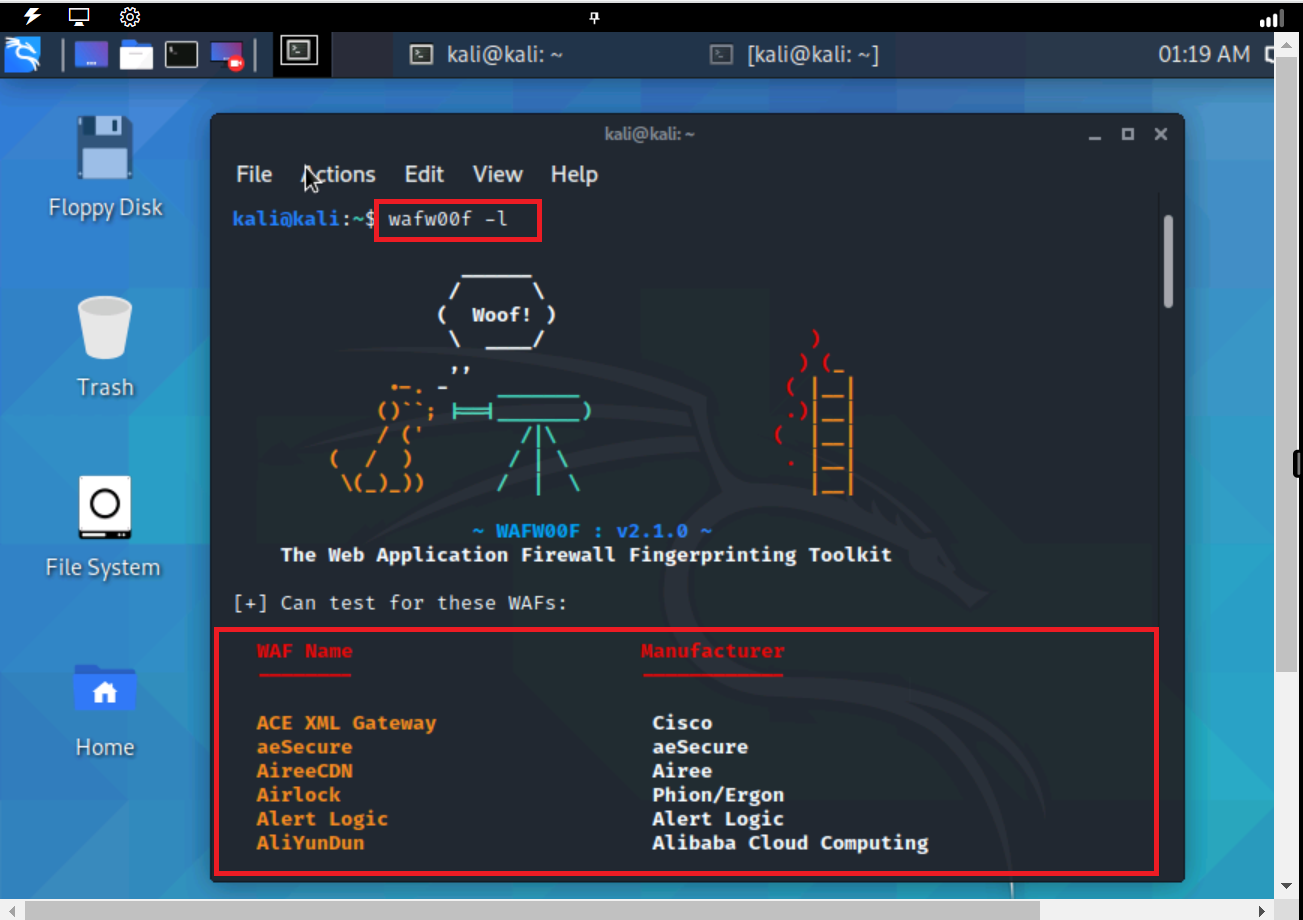 kali@kali: ~
[kali@kali: ~]
01:19 AM
Floppy Disk
Trash
File System
Home
kali@kali: ~
File Actions Edit View Help
kali@kali:~$ wafw00f -l
Woof!
~ WAFW00F : v2.1.0 ~
The Web Application Firewall Fingerprinting Toolkit
[+] Can test for these WAFs:
WAF Name Manufacturer
ACE XML Gateway Cisco
aeSecure aeSecure
AireeCDN Airee
Airlock Phion/Ergon
Alert Logic Alert Logic
AliYunDun Alibaba Cloud Computing